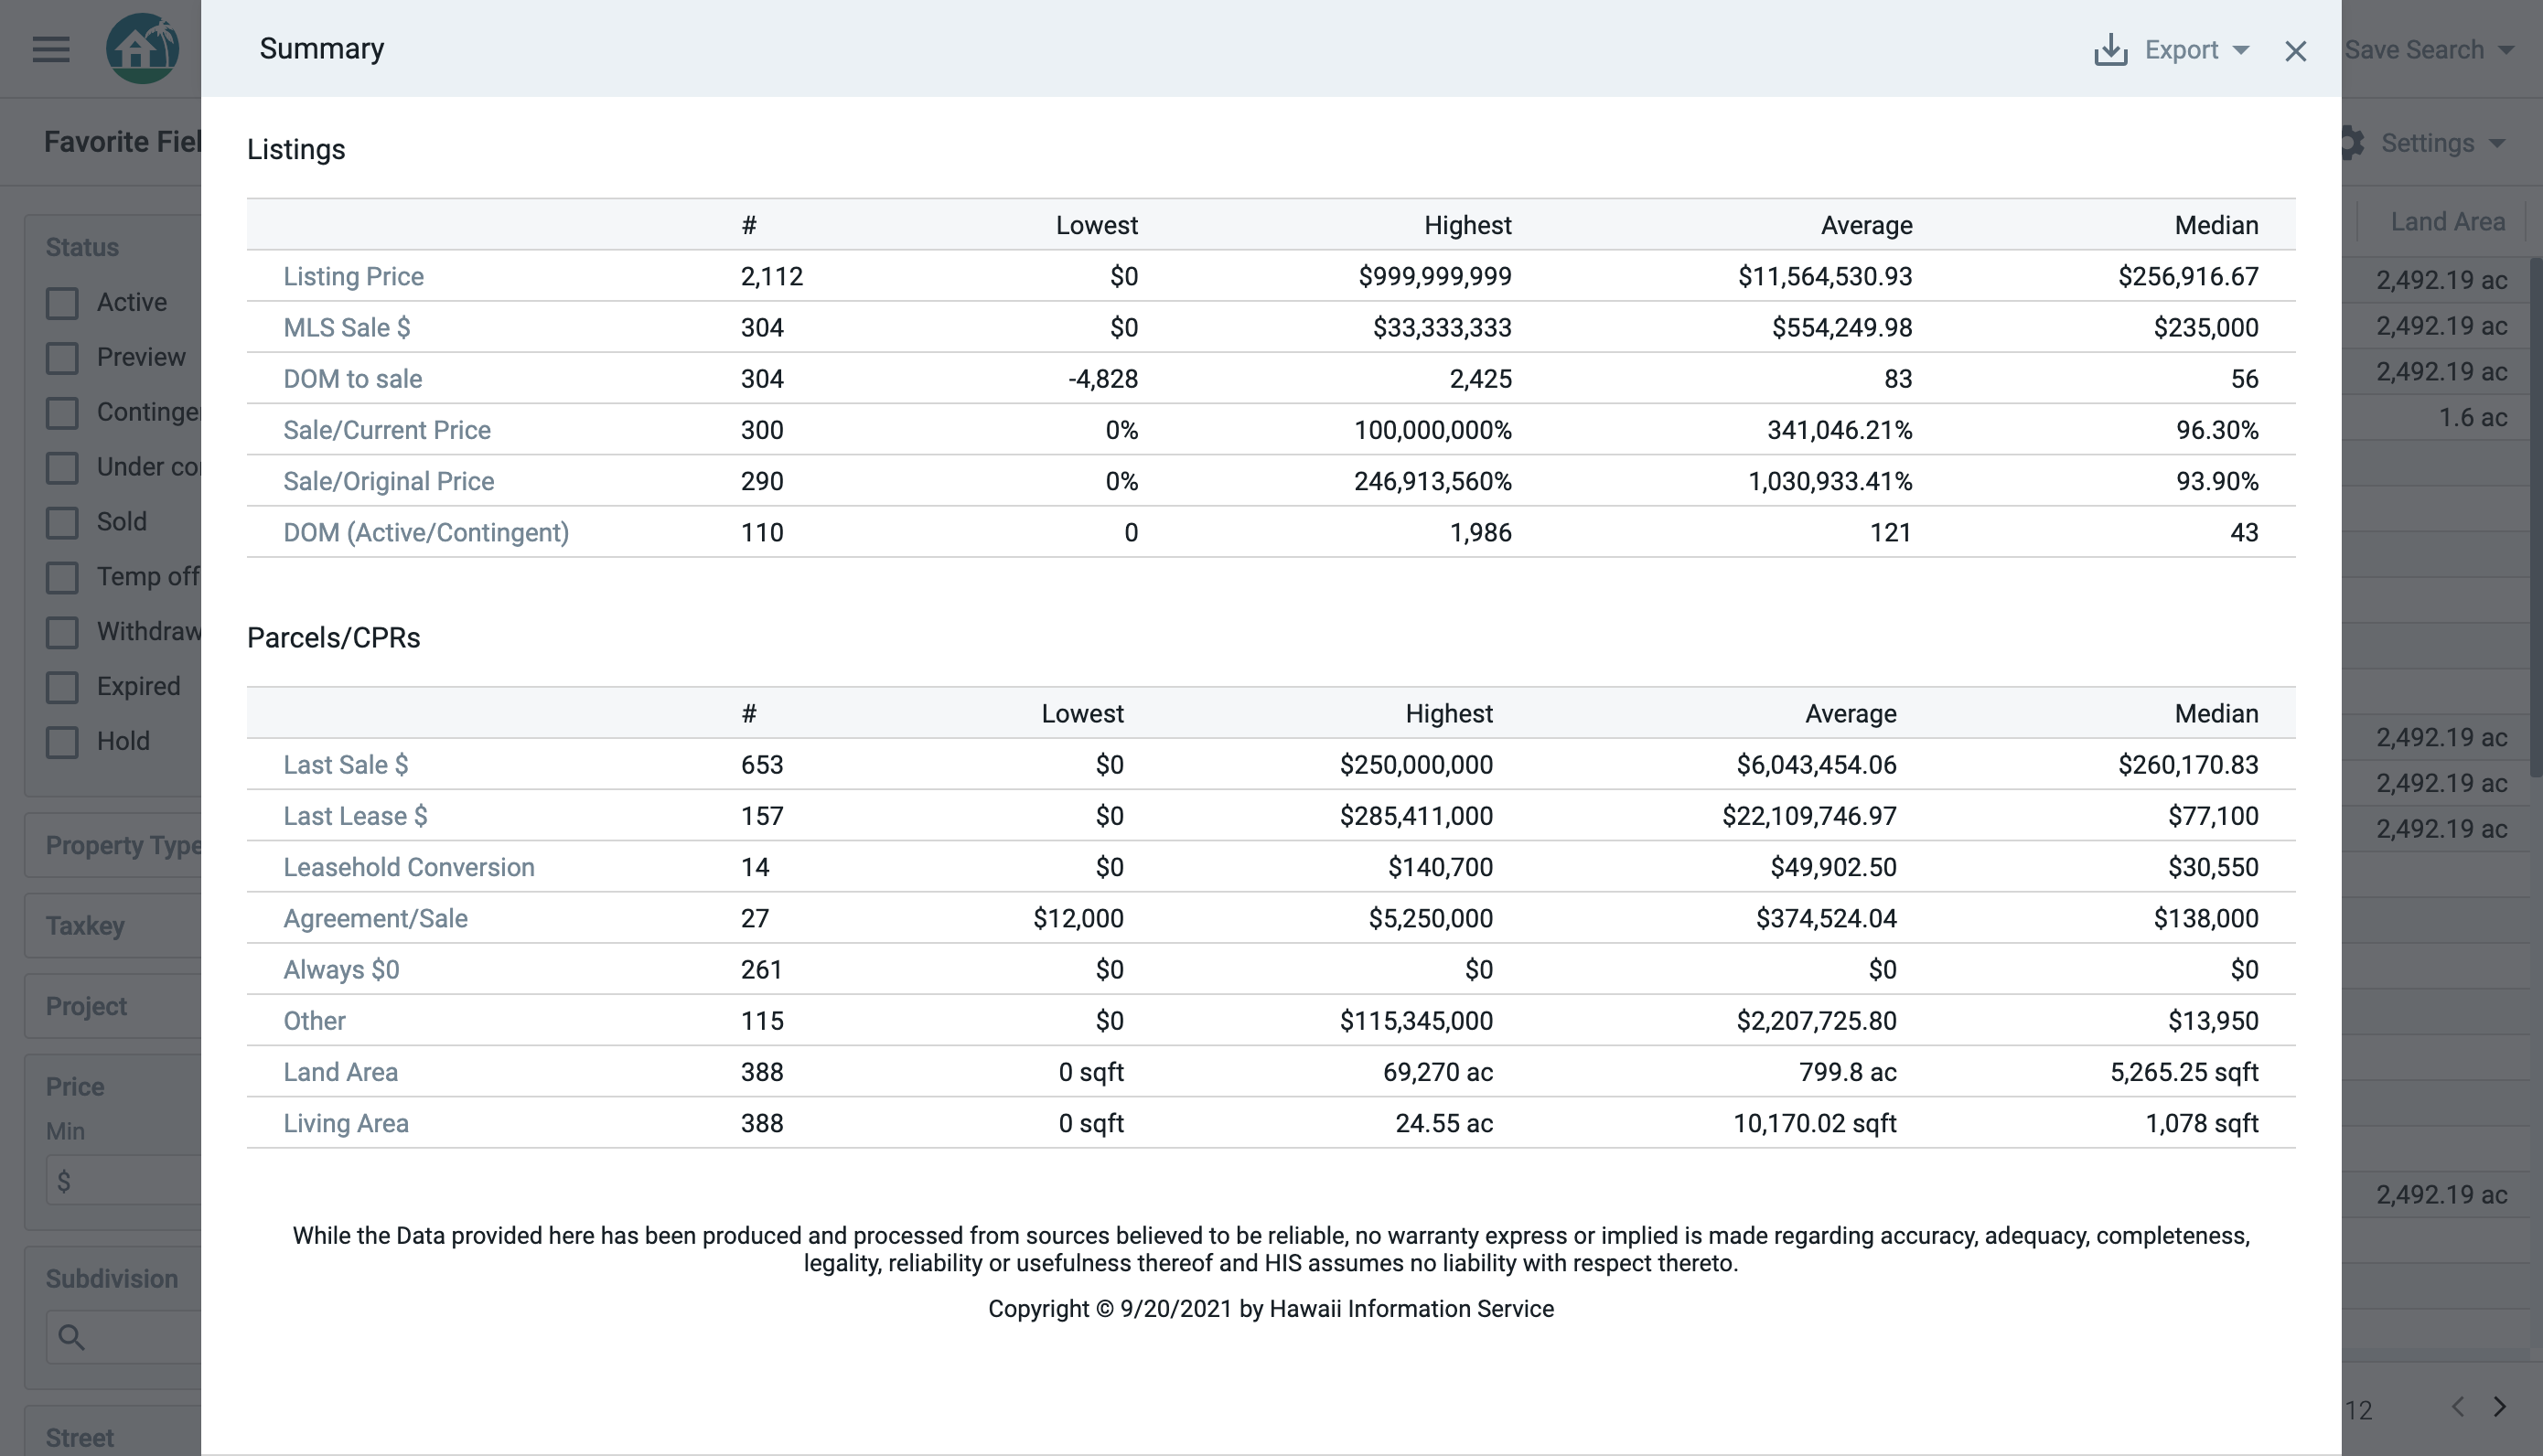 Summary
Export
Save Search
Favorite Fiel
Settings
Status
Active
Preview
Continge
Under co
Sold
Temp off
Withdraw
Expired
Hold
Property Type
Taxkey
Project
Price
Min
$
Subdivision
Street
Listings
# Lowest Highest Average Median
Listing Price 2,112 $0 $999,999,999 $11,564,530.93 $256,916.67
MLS Sale $ 304 $0 $33,333,333 $554,249.98 $235,000
DOM to sale 304 -4,828 2,425 83 56
Sale/Current Price 300 0% 100,000,000% 341,046.21% 96.30%
Sale/Original Price 290 0% 246,913,560% 1,030,933.41% 93.90%
DOM (Active/Contingent) 110 0 1,986 121 43
Parcels/CPRs
# Lowest Highest Average Median
Last Sale $ 653 $0 $250,000,000 $6,043,454.06 $260,170.83
Last Lease $ 157 $0 $285,411,000 $22,109,746.97 $77,100
Leasehold Conversion 14 $0 $140,700 $49,902.50 $30,550
Agreement/Sale 27 $12,000 $5,250,000 $374,524.04 $138,000
Always $0 261 $0 $0 $0 $0
Other 115 $0 $115,345,000 $2,207,725.80 $13,950
Land Area 388 0 sqft 69,270 ac 799.8 ac 5,265.25 sqft
Living Area 388 0 sqft 24.55 ac 10,170.02 sqft 1,078 sqft
While the Data provided here has been produced and processed from sources believed to be reliable, no warranty express or implied is made regarding accuracy, adequacy, completeness,
legality, reliability or usefulness thereof and HIS assumes no liability with respect thereto.
Copyright © 9/20/2021 by Hawaii Information Service
Land Area
2,492.19 ac
2,492.19 ac
2,492.19 ac
1.6 ac
2,492.19 ac
2,492.19 ac
2,492.19 ac
2,492.19 ac
12